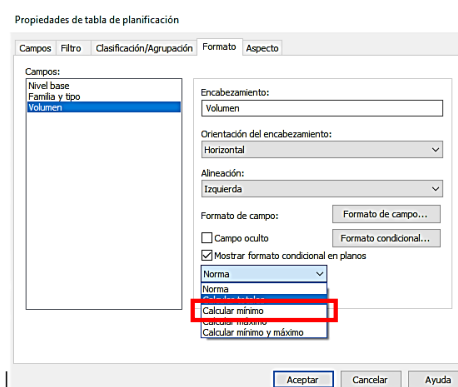 Propiedades de tabla de planificación
Campos Filtro Clasificación/Agrupación Formato Aspecto
Campos:
Nivel base
Familia y tipo
Volumen
Encabezamiento:
Volumen
Orientación del encabezamiento:
Horizontal
Alineación:
Izquierda
Formato de campo:
Formato de campo...
Campo oculto
Formato condicional...
Mostrar formato condicional en planos
Norma
Norma
Calcular totales
Calcular mínimo
Calcular máximo
Calcular mínimo y máximo
Aceptar Cancelar Ayuda